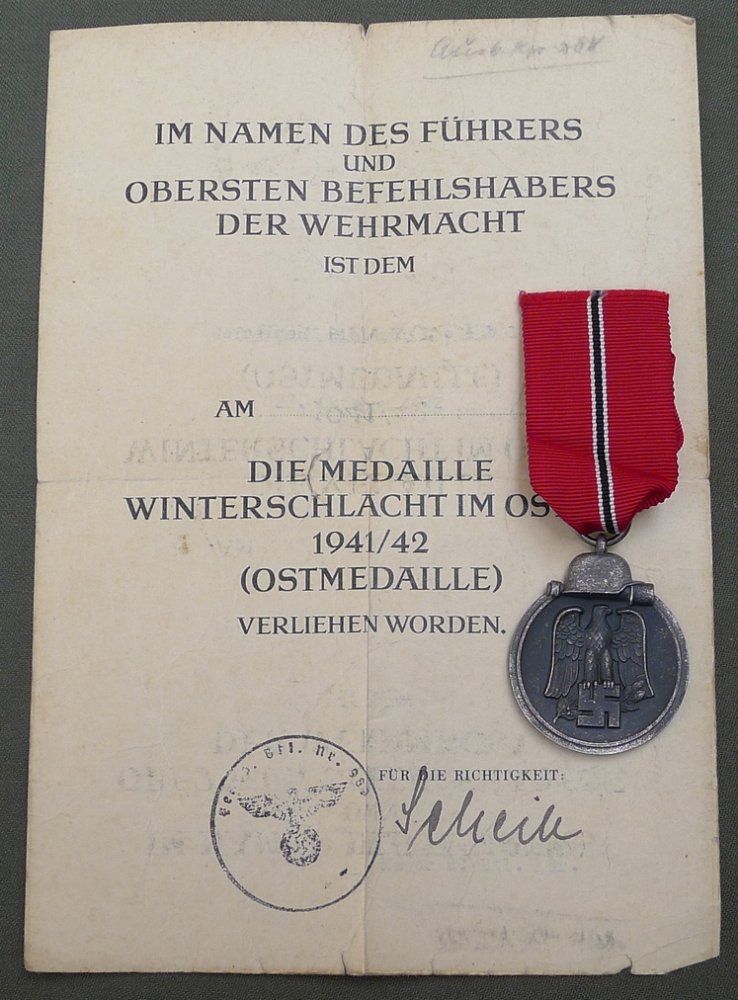 IM NAMEN DES FÜHRERS
UND
OBERSTEN BEFEHLSHABERS
DER WEHRMACHT
IST DEM
AM
DIE MEDAILLE
WINTERSCHLACHT IM OS
1941/42
(OSTMEDAILLE)
VERLIEHEN WORDEN.
FÜR DIE RICHTIGKEIT:
Nr.